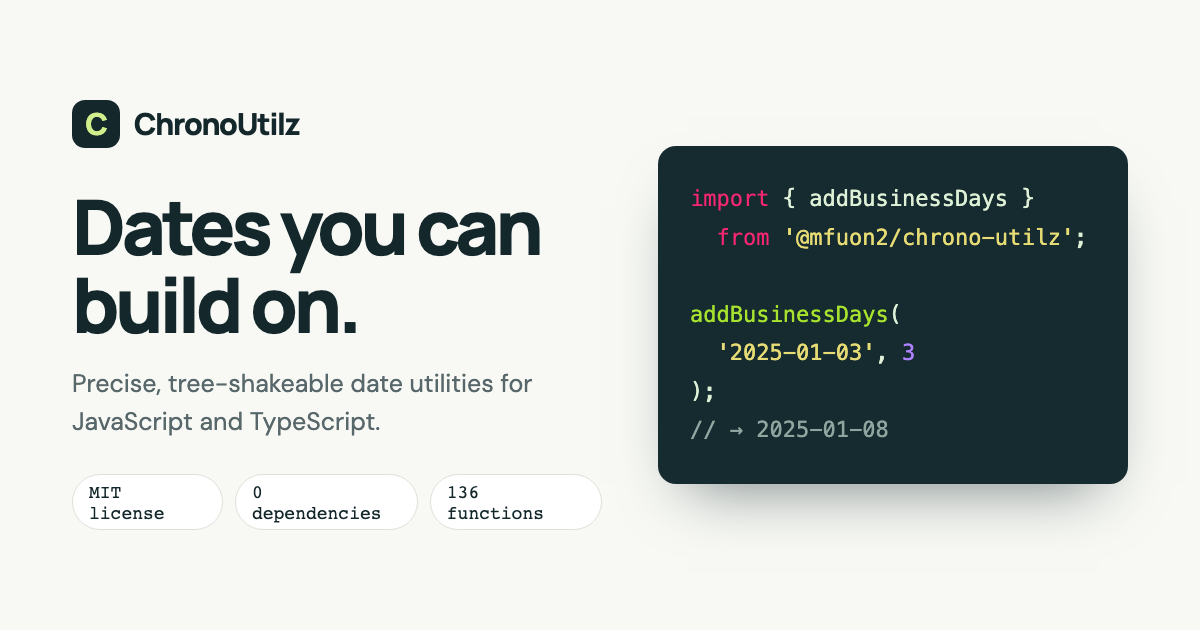 C ChronoUtilz
Dates you can
build on.
Precise, tree-shakeable date utilities for
JavaScript and TypeScript.
MIT
license
0
dependencies
136
functions
import { addBusinessDays }
from '@mfuon2/chrono-utilz';
addBusinessDays(
'2025-01-03', 3
);
// → 2025-01-08